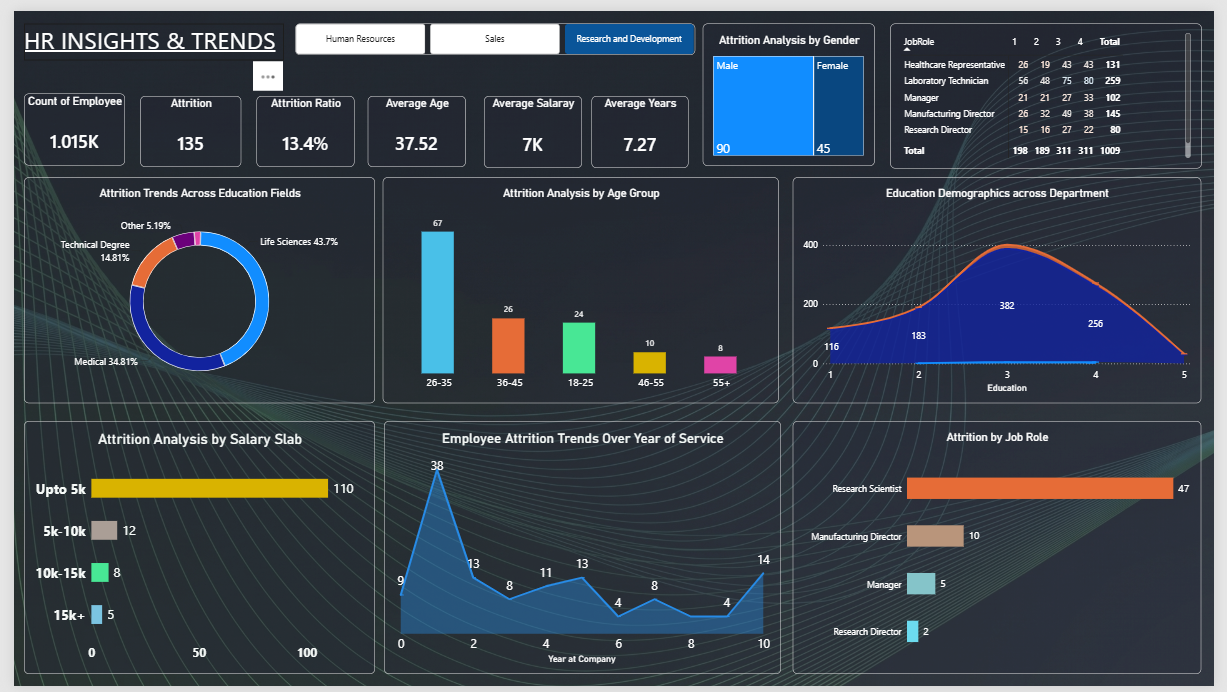 HR INSIGHTS & TRENDS
Human Resources
Sales
Research and Development
Count of Employee
1.015K
Attrition
135
Attrition Ratio
13.4%
Average Age
37.52
Average Salaray
7K
Average Years
7.27
Attrition Analysis by Gender
Male
Female
90
45
JobRole 1 2 3 4 Total
Healthcare Representative 26 19 43 43 131
Laboratory Technician 56 48 75 80 259
Manager 21 21 27 33 102
Manufacturing Director 26 32 49 38 145
Research Director 15 16 27 22 80
Total 198 189 311 311 1009
Attrition Trends Across Education Fields
Other 5.19%
Technical Degree
14.81%
Life Sciences 43.7%
Medical 34.81%
Attrition Analysis by Age Group
67
26
24
10
8
26-35 36-45 18-25 46-55 55+
Education Demographics across Department
400
200
0
116
183
382
256
1 2 3 4 5
Education
Attrition Analysis by Salary Slab
Upto 5k 110
5k-10k 12
10k-15k 8
15k+ 5
0 50 100
Employee Attrition Trends Over Year of Service
9
38
13
8
11
13
4
8
4
14
0 2 4 6 8 10
Year at Company
Attrition by Job Role
Research Scientist 47
Manufacturing Director 10
Manager 5
Research Director 2